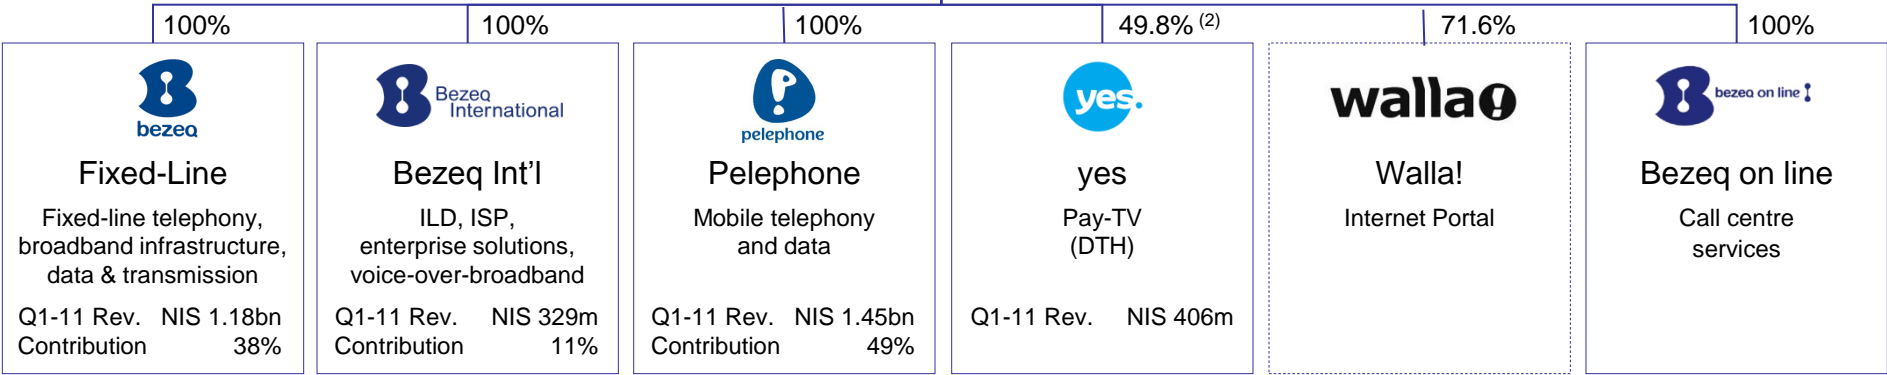 100%
100%
100%
49.8% (2)
71.6%
100%
bezeq
Fixed-Line
Fixed-line telephony,
broadband infrastructure,
data & transmission
Q1-11 Rev. NIS 1.18bn
Contribution 38%
Bezeq
International
Bezeq Int'l
ILD, ISP,
enterprise solutions,
voice-over-broadband
Q1-11 Rev. NIS 329m
Contribution 11%
pelephone
Pelephone
Mobile telephony
and data
Q1-11 Rev. NIS 1.45bn
Contribution 49%
yes.
yes
Pay-TV
(DTH)
Q1-11 Rev. NIS 406m
walla!
Walla!
Internet Portal
bezeq on line
Bezeq on line
Call centre
services